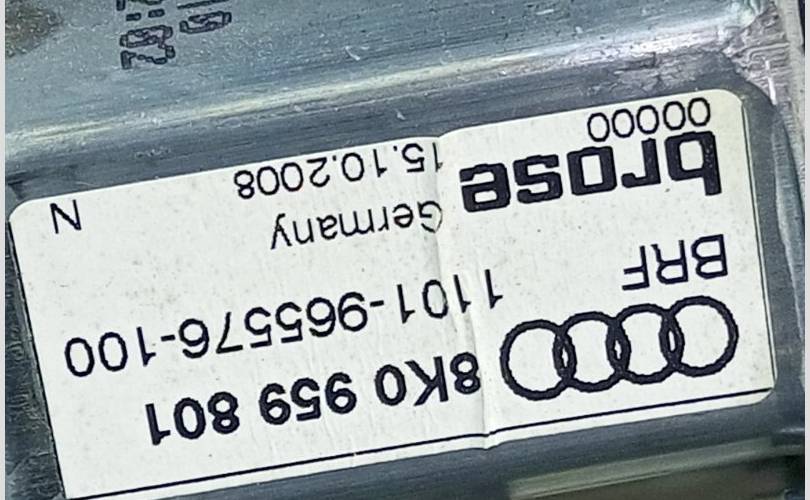 8K0 959 801
BRF 1101-965576-100
brose Germany N
15.10.2008
00000